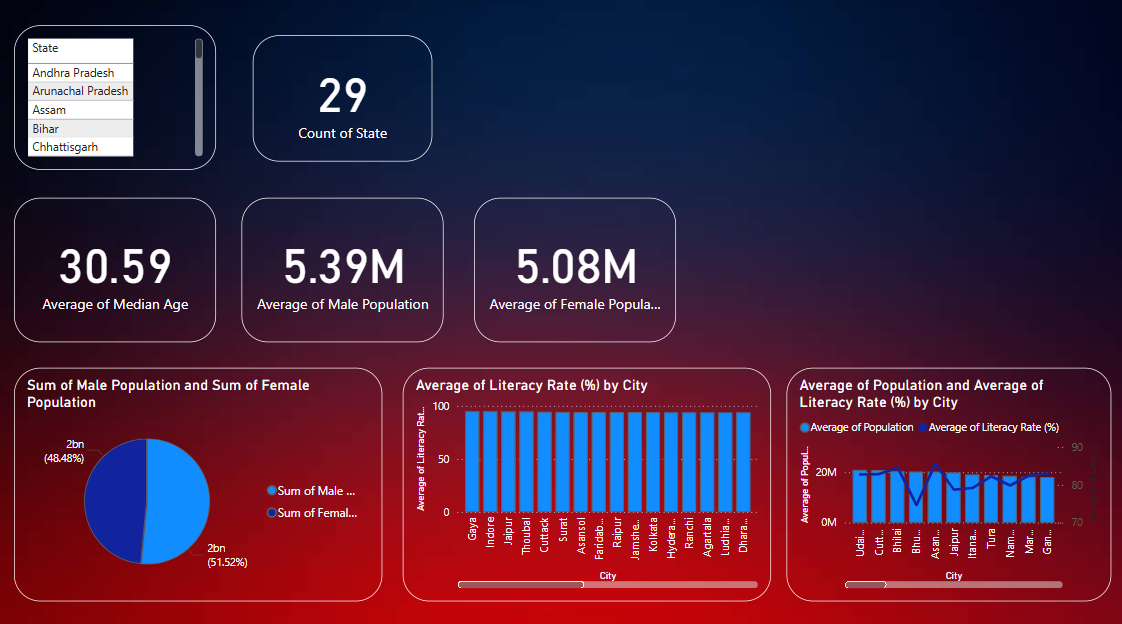 State
Andhra Pradesh
Arunachal Pradesh
Assam
Bihar
Chhattisgarh
29
Count of State
30.59
Average of Median Age
5.39M
Average of Male Population
5.08M
Average of Female Popula...
Sum of Male Population and Sum of Female
Population
2bn
(48.48%)
2bn
(51.52%)
Sum of Male ...
Sum of Femal...
Average of Literacy Rate (%) by City
Average of Literacy Rat...
100
50
0
Gaya
Indore
Jaipur
Thoubal
Cuttack
Surat
Asansol
Faridab...
Raipur
Jamshe...
Kolkata
Hydera...
Ranchi
Agartala
Ludhia...
Dhara...
City
Average of Population and Average of
Literacy Rate (%) by City
Average of Population
Average of Literacy Rate (%)
Average of Popul...
20M
0M
90
80
70
Udai...
Cutt...
Bhilai
Bhu...
Asan...
Jaipur
Itana...
Tura
Nam...
Mar...
Gan...
City